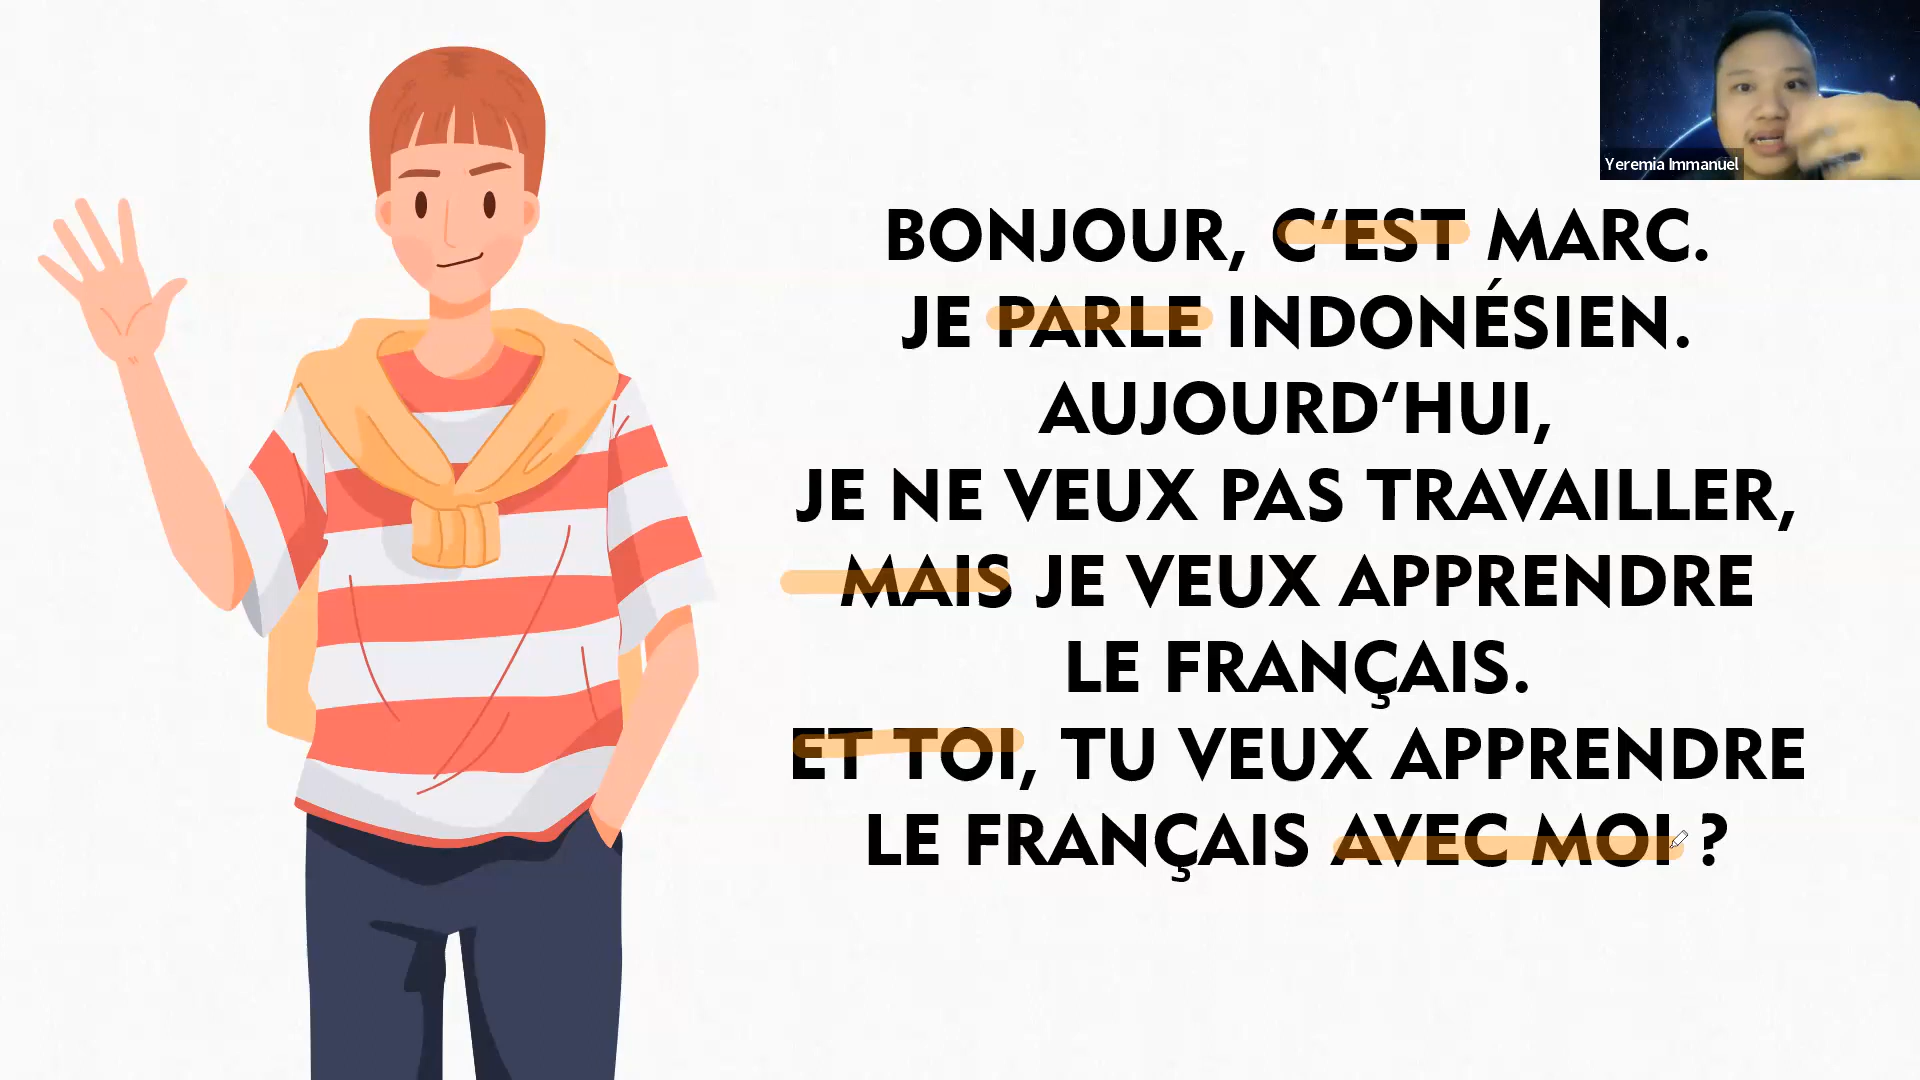 Yeremia Immanuel
BONJOUR, C‘EST MARC.
JE PARLE INDONÉSIEN.
AUJOURD‘HUI,
JE NE VEUX PAS TRAVAILLER,
MAIS JE VEUX APPRENDRE
LE FRANÇAIS.
ET TOI, TU VEUX APPRENDRE
LE FRANÇAIS AVEC MOI ?